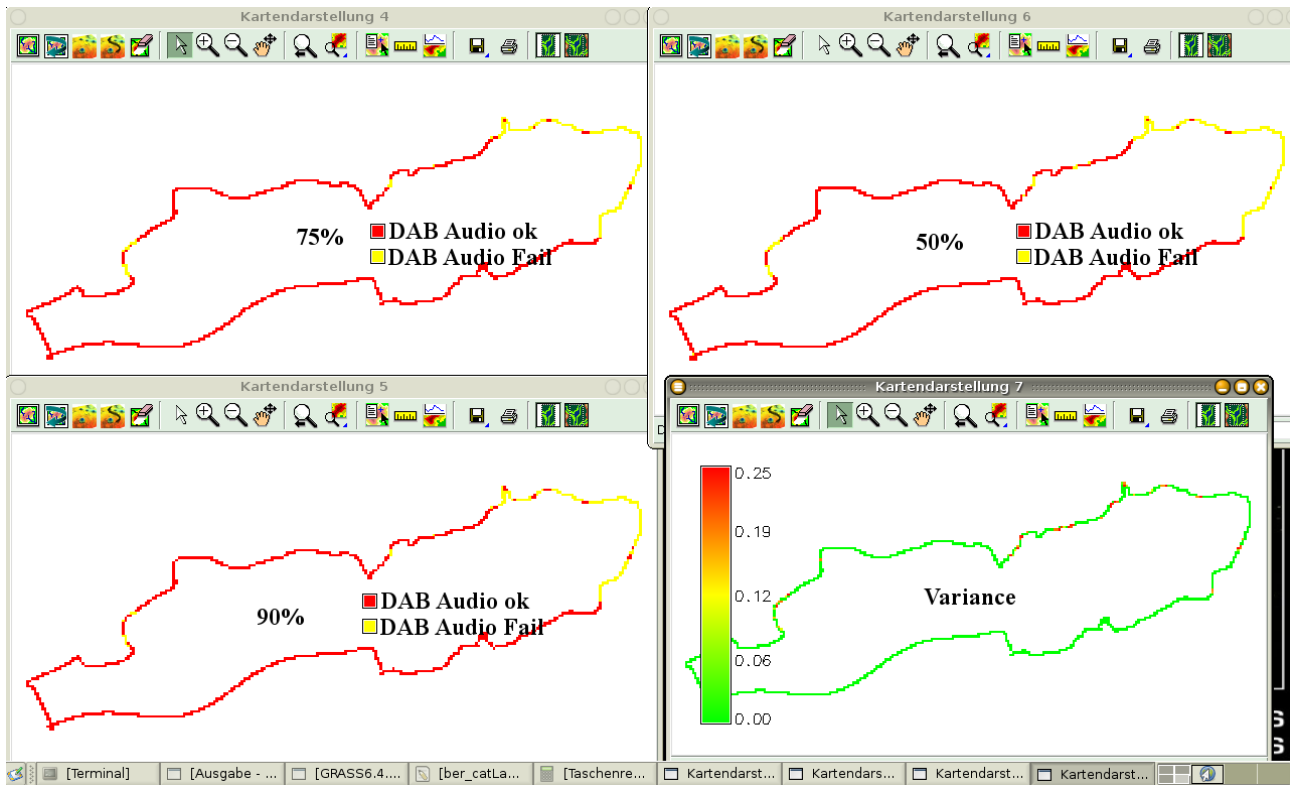 Kartendarstellung 4
75%
DAB Audio ok
DAB Audio Fail
Kartendarstellung 6
50%
DAB Audio ok
DAB Audio Fail
Kartendarstellung 5
90%
DAB Audio ok
DAB Audio Fail
Kartendarstellung 7
0.25
0.19
0.12
0.06
0.00
Variance
D
S
S
[Terminal]
[Ausgabe - ...
[GRASS6.4....
[ber_catLa...
[Taschenre...
Kartendarst...
Kartendars...
Kartendarst...
Kartendarst...